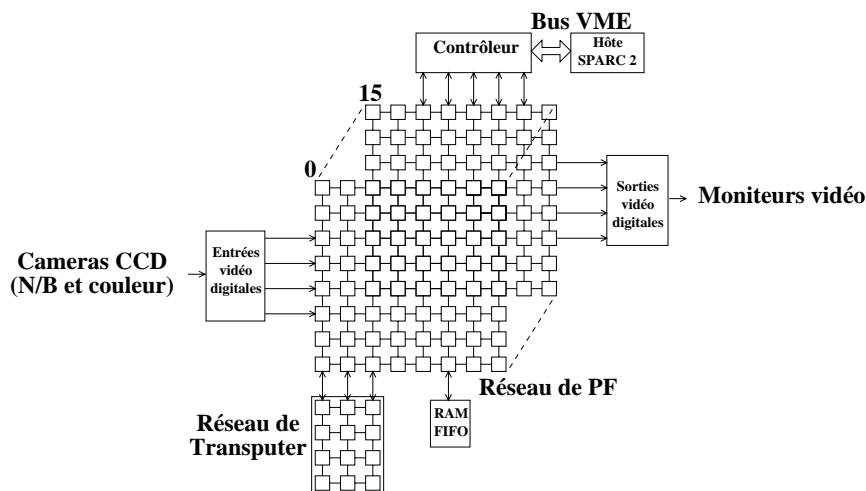 Bus VME
Contrôleur
Hôte
SPARC 2
15
0
Sorties
vidéo
digitales
Moniteurs vidéo
Cameras CCD
(N/B et couleur)
Entrées
vidéo
digitales
Réseau de PF
Réseau de
Transputer
RAM
FIFO